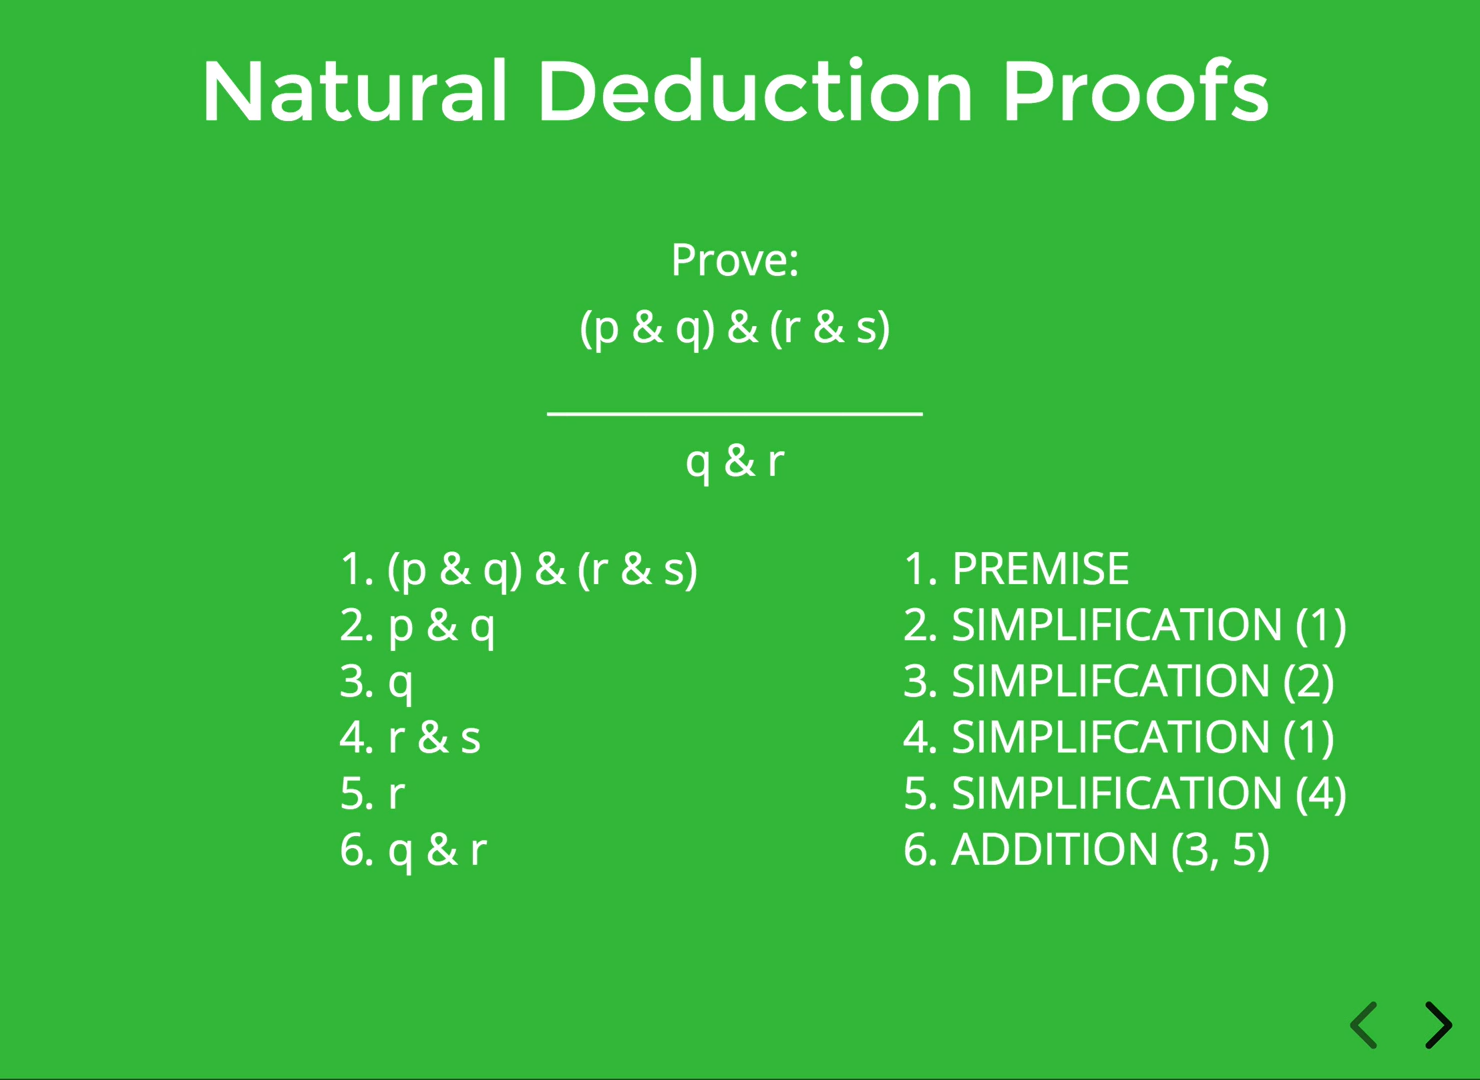 Natural Deduction Proofs
Prove:
(p & q) & (r & s)
q & r
1. (p & q) & (r & s)
2. p & q
3. q
4. r & s
5. r
6. q & r
1. PREMISE
2. SIMPLIFICATION (1)
3. SIMPLIFCATION (2)
4. SIMPLIFCATION (1)
5. SIMPLIFICATION (4)
6. ADDITION (3, 5)